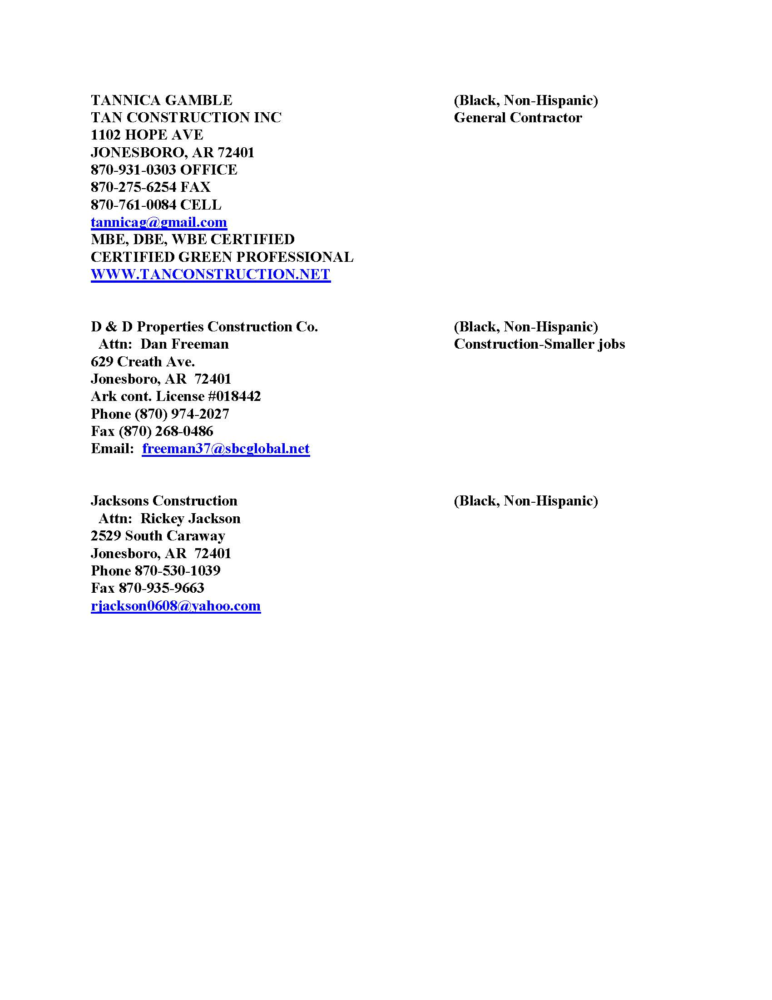 TANNICA GAMBLE (Black, Non-Hispanic)
TAN CONSTRUCTION INC General Contractor
1102 HOPE AVE
JONESBORO, AR 72401
870-931-0303 OFFICE
870-275-6254 FAX
870-761-0084 CELL
tannicag@gmail.com
MBE, DBE, WBE CERTIFIED
CERTIFIED GREEN PROFESSIONAL
WWW.TANCONSTRUCTION.NET
D & D Properties Construction Co. (Black, Non-Hispanic)
Attn: Dan Freeman Construction-Smaller jobs
629 Creath Ave.
Jonesboro, AR 72401
Ark cont. License #018442
Phone (870) 974-2027
Fax (870) 268-0486
Email: freeman37@sbcglobal.net
Jacksons Construction (Black, Non-Hispanic)
Attn: Rickey Jackson
2529 South Caraway
Jonesboro, AR 72401
Phone 870-530-1039
Fax 870-935-9663
rjackson0608@yahoo.com